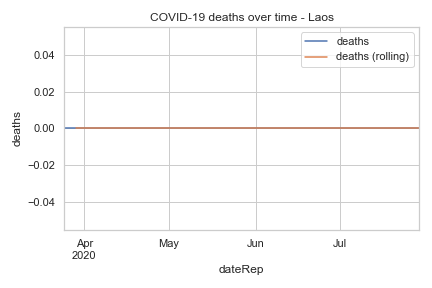 COVID-19 deaths over time - Laos
deaths
deaths (rolling)
0.04
0.02
0.00
−0.02
−0.04
deaths
Apr
2020
May
Jun
Jul
dateRep